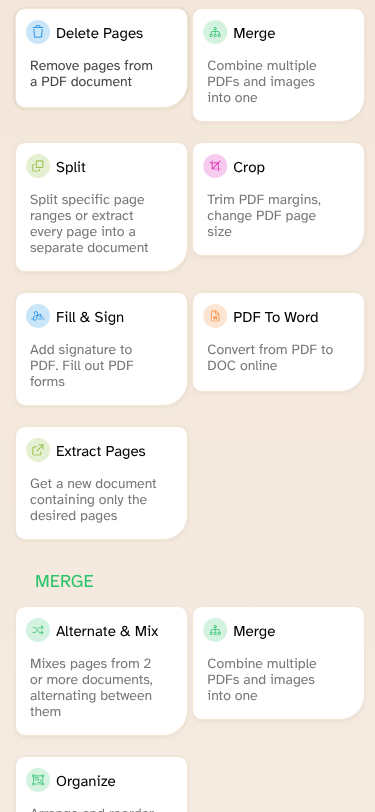 Delete Pages
Remove pages from
a PDF document
Merge
Combine multiple
PDFs and images
into one
Split
Split specific page
ranges or extract
every page into a
separate document
Crop
Trim PDF margins,
change PDF page
size
Fill & Sign
Add signature to
PDF. Fill out PDF
forms
PDF To Word
Convert from PDF to
DOC online
Extract Pages
Get a new document
containing only the
desired pages
MERGE
Alternate & Mix
Mixes pages from 2
or more documents,
alternating between
them
Merge
Combine multiple
PDFs and images
into one
Organize
Arrange and reorder